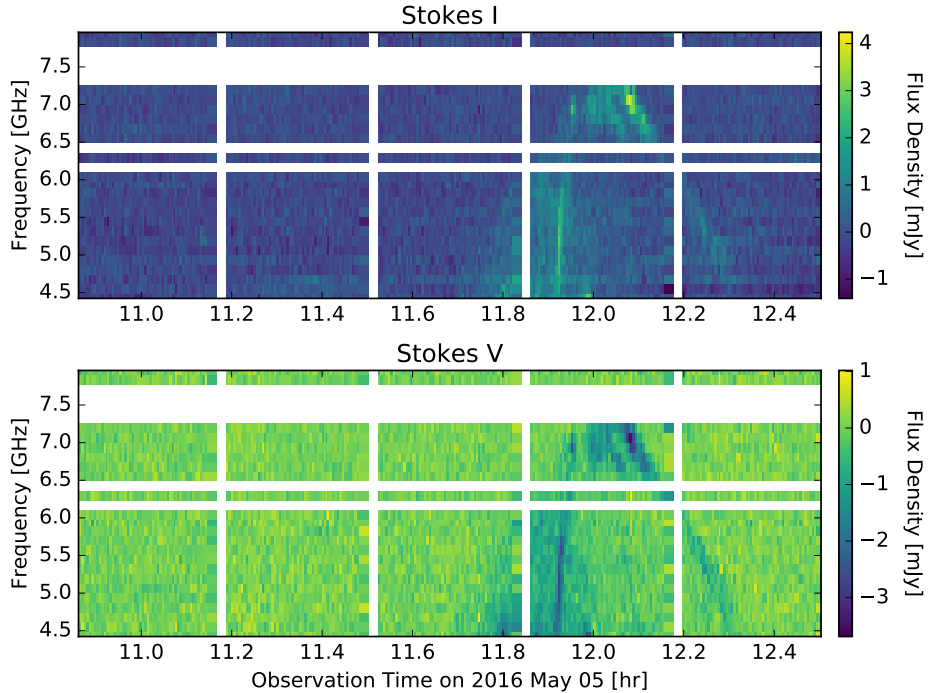 Stokes I
Frequency [GHz]
7.5
7.0
6.5
6.0
5.5
5.0
4.5
11.0 11.2 11.4 11.6 11.8 12.0 12.2 12.4
4
3
2
1
0
−1
Flux Density [mJy]
Stokes V
Frequency [GHz]
7.5
7.0
6.5
6.0
5.5
5.0
4.5
11.0 11.2 11.4 11.6 11.8 12.0 12.2 12.4
Observation Time on 2016 May 05 [hr]
1
0
−1
−2
−3
Flux Density [mJy]